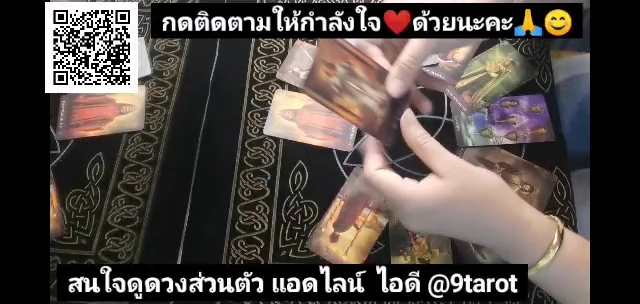 กดติดตามให้กำลังใจ❤️ด้วยนะคะ🙏😊
สนใจดูดวงส่วนตัว แอดไลน์ ไอดี @9tarot